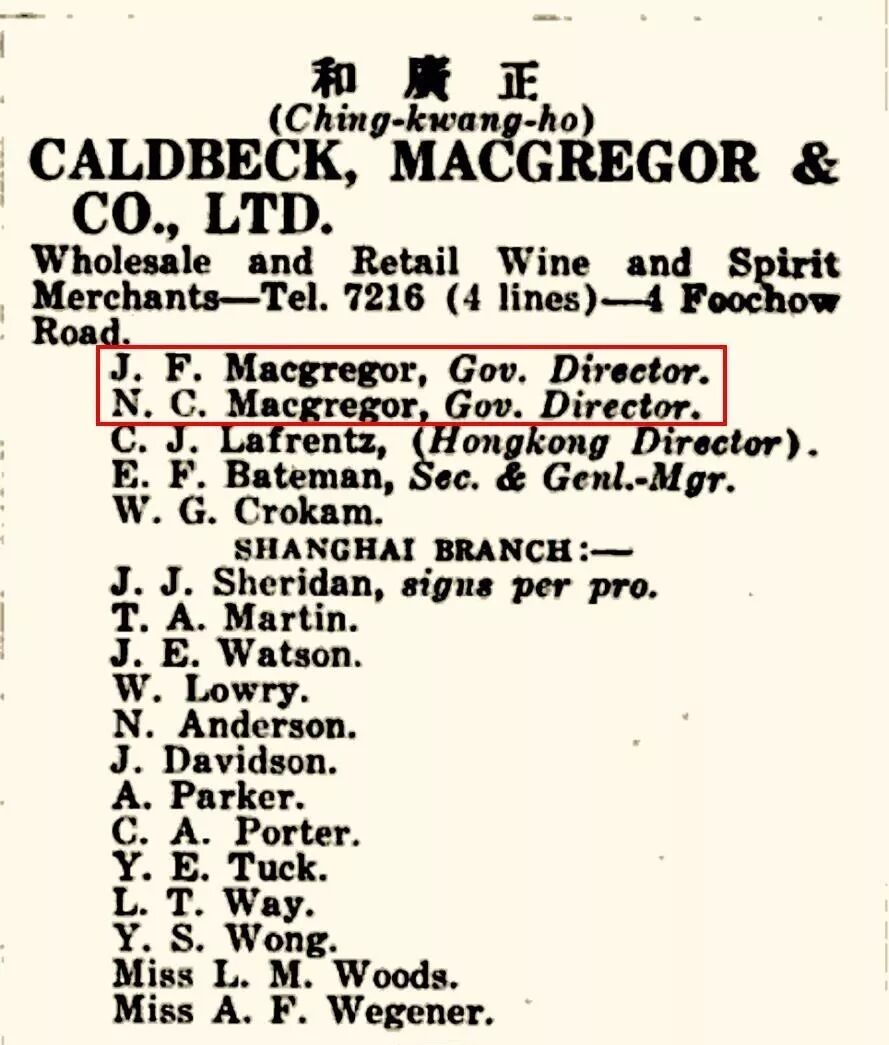 和廣正
(Ching-kwang-ho)
CALDBECK, MACGREGOR &
CO., LTD.
Wholesale and Retail Wine and Spirit
Merchants—Tel. 7216 (4 lines)—4 Foochow
Road.
J. F. Macgregor, Gov. Director.
N. C. Macgregor, Gov. Director.
C. J. Lafrentz, (Hongkong Director).
E. F. Bateman, Sec. & Genl.-Mgr.
W. G. Crokam.
SHANGHAI BRANCH:—
J. J. Sheridan, signs per pro.
T. A. Martin.
J. E. Watson.
W. Lowry.
N. Anderson.
J. Davidson.
A. Parker.
C. A. Porter.
Y. E. Tuck.
L. T. Way.
Y. S. Wong.
Miss L. M. Woods.
Miss A. F. Wegener.